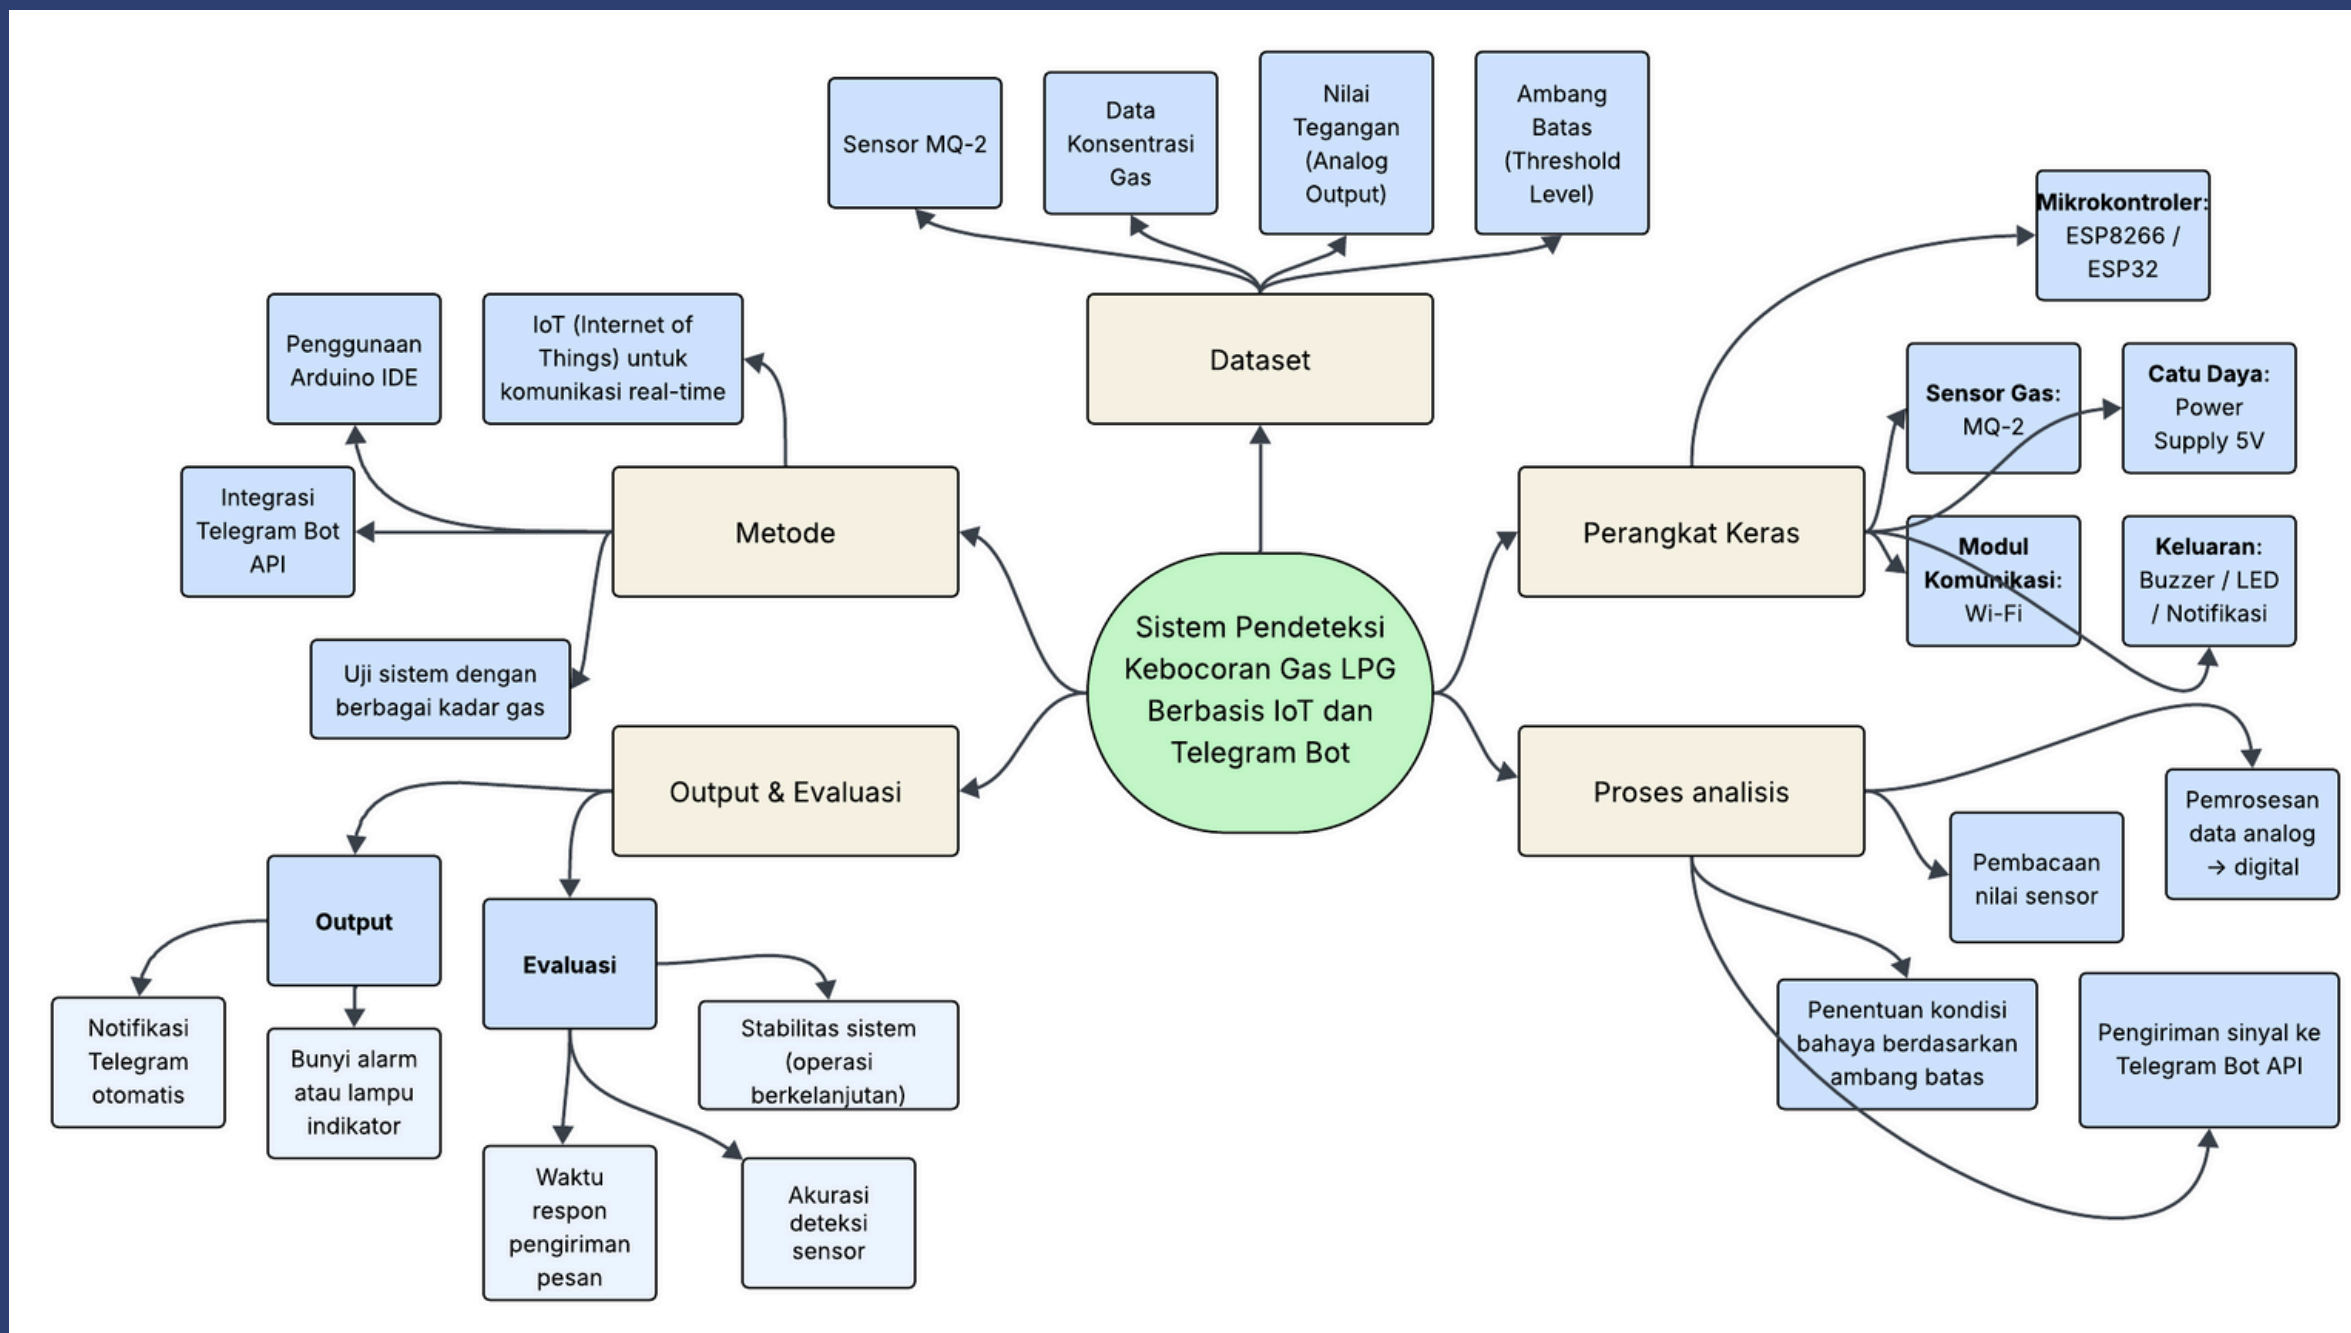 Sensor MQ-2
Data
Konsentrasi
Gas
Nilai
Tegangan
(Analog
Output)
Ambang
Batas
(Threshold
Level)
Mikrokontroler:
ESP8266 /
ESP32
Penggunaan
Arduino IDE
IoT (Internet of
Things) untuk
komunikasi real-time
Dataset
Sensor Gas:
MQ-2
Catu Daya:
Power
Supply 5V
Integrasi
Telegram Bot
API
Metode
Perangkat Keras
Modul
Komunikasi:
Wi-Fi
Keluaran:
Buzzer / LED
/ Notifikasi
Uji sistem dengan
berbagai kadar gas
Sistem Pendeteksi
Kebocoran Gas LPG
Berbasis IoT dan
Telegram Bot
Output & Evaluasi
Proses analisis
Pemrosesan
data analog
→ digital
Pembacaan
nilai sensor
Output
Evaluasi
Notifikasi
Telegram
otomatis
Bunyi alarm
atau lampu
indikator
Stabilitas sistem
(operasi
berkelanjutan)
Penentuan kondisi
bahaya berdasarkan
ambang batas
Pengiriman sinyal ke
Telegram Bot API
Waktu
respon
pengiriman
pesan
Akurasi
deteksi
sensor